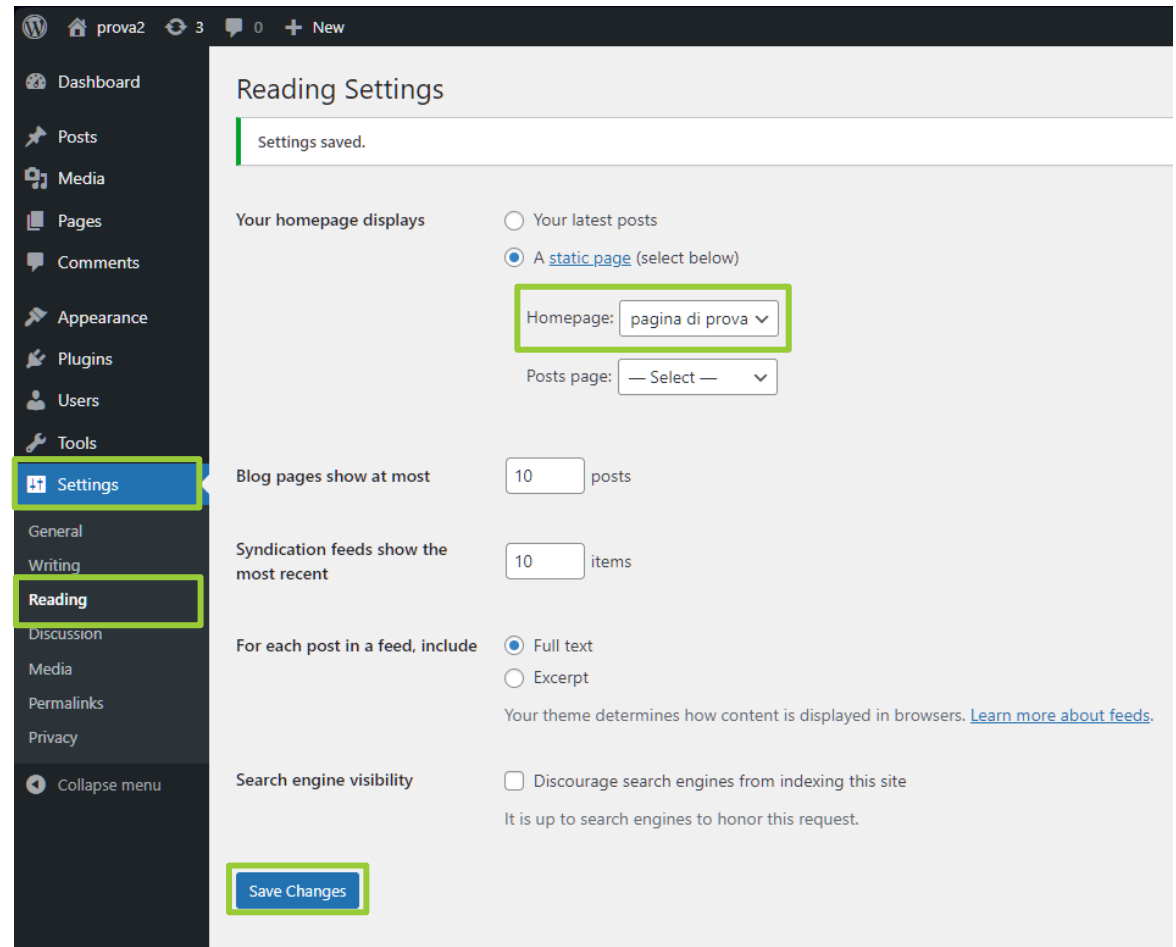 prova2 3 0 New
Dashboard
Posts
Media
Pages
Comments
Appearance
Plugins
Users
Tools
Settings
General
Writing
Reading
Discussion
Media
Permalinks
Privacy
Collapse menu
Reading Settings
Settings saved.
Your homepage displays
Your latest posts
A static page (select below)
Homepage: pagina di prova
Posts page: — Select —
Blog pages show at most 10 posts
Syndication feeds show the
most recent
10 items
For each post in a feed, include
Full text
Excerpt
Your theme determines how content is displayed in browsers. Learn more about feeds.
Search engine visibility
Discourage search engines from indexing this site
It is up to search engines to honor this request.
Save Changes